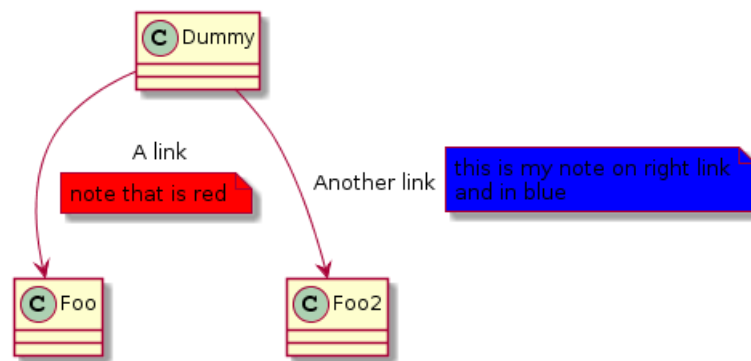 C Dummy
A link
note that is red
Another link
this is my note on right link
and in blue
C Foo
C Foo2